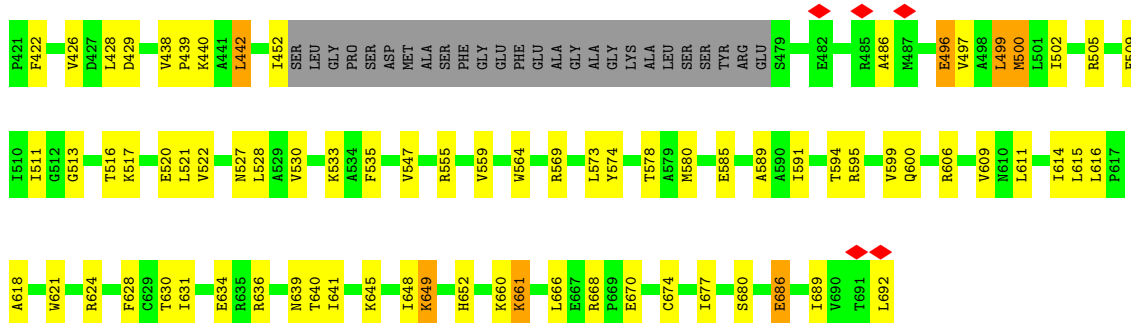 P421 F422 V426 D427 L428 D429 V438 P439 K440 A441 L442 I452 SER LEU GLY PRO SER ASP MET ALA SER PHE GLY GLU PHE GLU ALA GLY ALA GLY LYS ALA LEU SER SER TYR ARG GLU S479 E482 R485 A486 M487 E496 V497 A498 L499 M500 L501 I502 R505
I510 I511 G512 G513 T516 K517 E520 L521 V522 N527 L528 A529 V530 K533 A534 F535 V547 R555 V559 W564 R569 L573 Y574 T578 A579 M580 E585 A589 A590 I591 T594 R595 V599 Q600 R606 V609 N610 L611 I614 L615 L616 P617
A618 W621 R624 F628 C629 T630 I631 E634 R635 R636 N639 T640 I641 K645 I648 K649 H652 K660 K661 L666 E667 R668 P669 E670 C674 I677 S680 E686 I689 V690 T691 L692